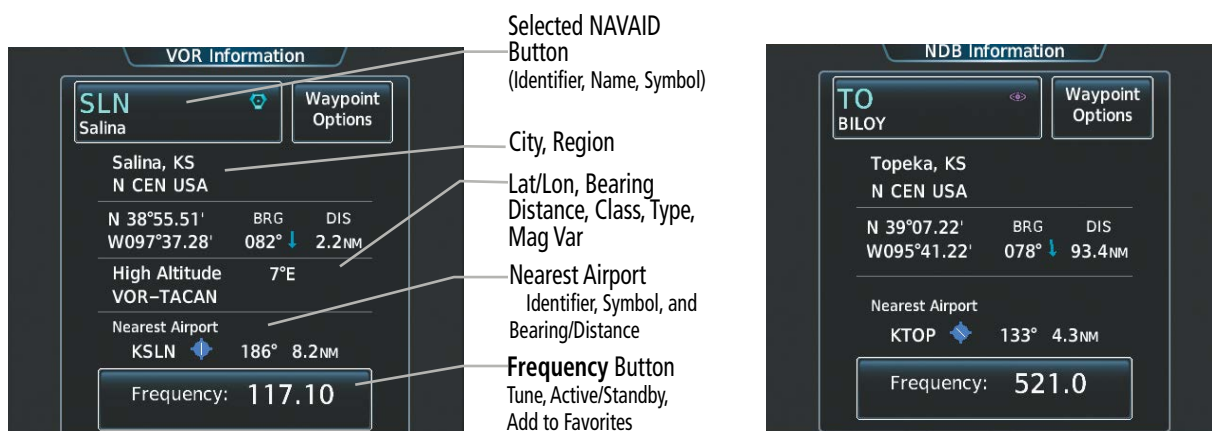 VOR Information
SLN
Salina
Waypoint
Options
Salina, KS
N CEN USA
N 38°55.51' BRG DIS
W097°37.28' 082° 2.2NM
High Altitude 7°E
VOR-TACAN
Nearest Airport
KSLN 186° 8.2NM
Frequency: 117.10
Selected NAVAID
Button
(Identifier, Name, Symbol)
City, Region
Lat/Lon, Bearing
Distance, Class, Type,
Mag Var
Nearest Airport
Identifier, Symbol, and
Bearing/Distance
Frequency Button
Tune, Active/Standby,
Add to Favorites
NDB Information
TO
BILOY
Waypoint
Options
Topeka, KS
N CEN USA
N 39°07.22' BRG DIS
W095°41.22' 078° 93.4NM
Nearest Airport
KTOP 133° 4.3NM
Frequency: 521.0